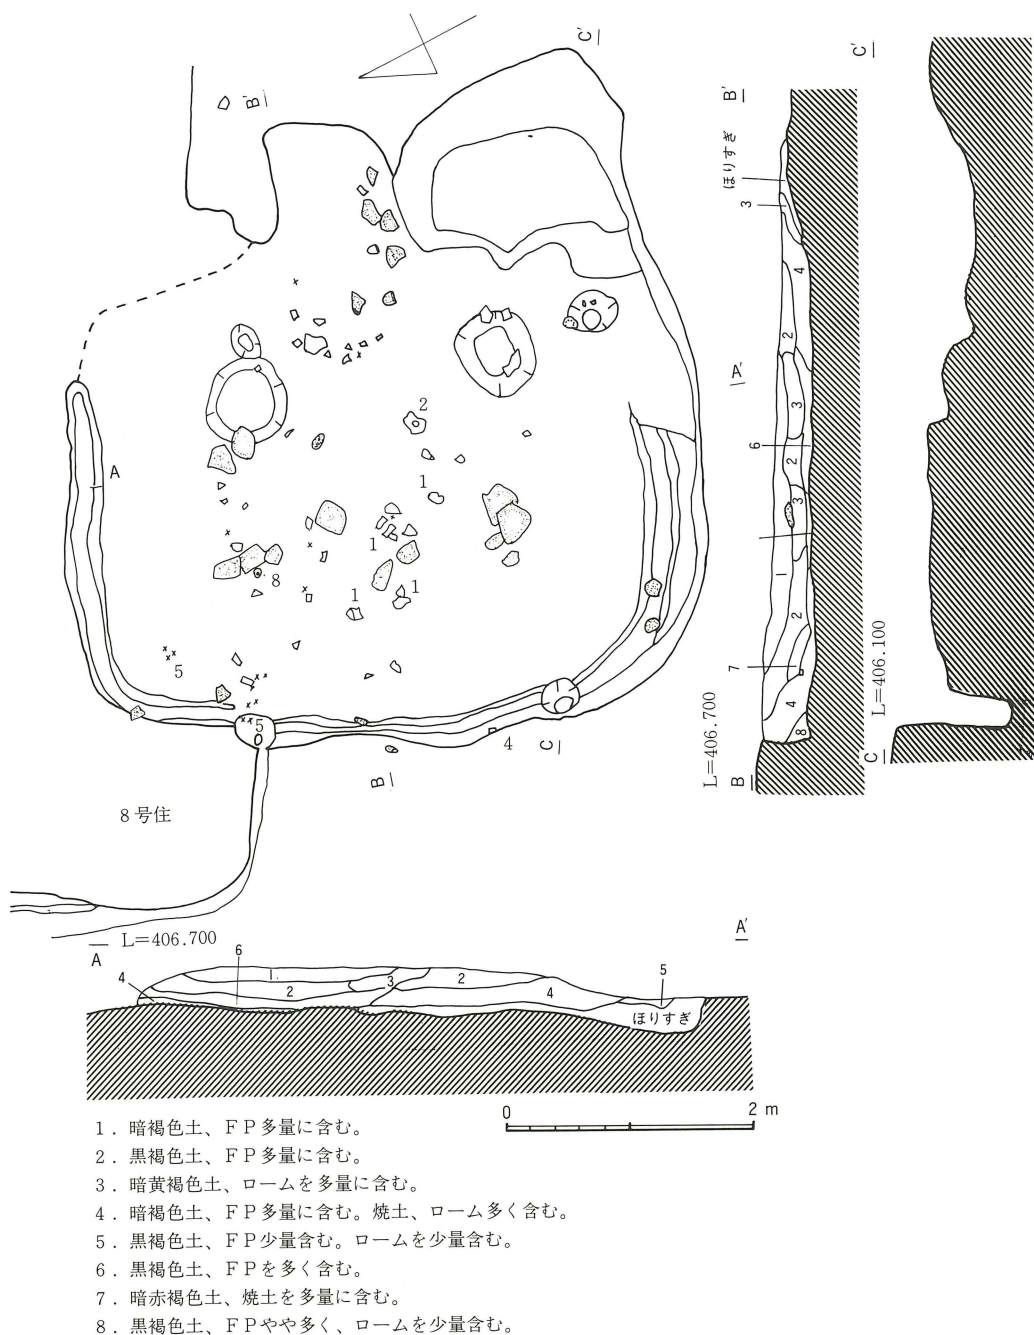 C′
B′
A
2
1
1
8
1
1
5
5
4
C
B
8号住
B′
ほりすぎ
3
4
2
A′
3
6
2
3
1
2
7
4
8
L=406.700
B
C′
L=406.100
C
L=406.700
A
A′
6
4
1
2
3
2
4
5
ほりすぎ
0 2 m
1．暗褐色土、ＦＰ多量に含む。
2．黒褐色土、ＦＰ多量に含む。
3．暗黄褐色土、ロームを多量に含む。
4．暗褐色土、ＦＰ多量に含む。焼土、ローム多く含む。
5．黒褐色土、ＦＰ少量含む。ロームを少量含む。
6．黒褐色土、ＦＰを多く含む。
7．暗赤褐色土、焼土を多量に含む。
8．黒褐色土、ＦＰやや多く、ロームを少量含む。